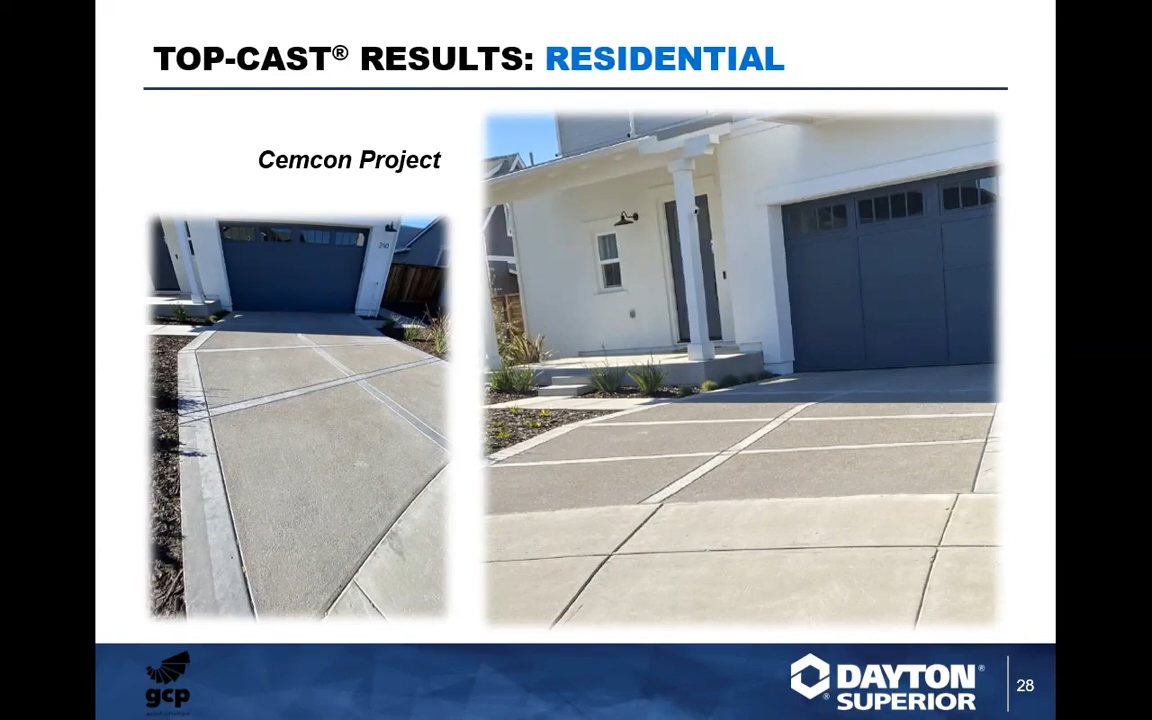 TOP-CAST® RESULTS: RESIDENTIAL
Cemcon Project
gcp
DAYTON®
® SUPERIOR
28